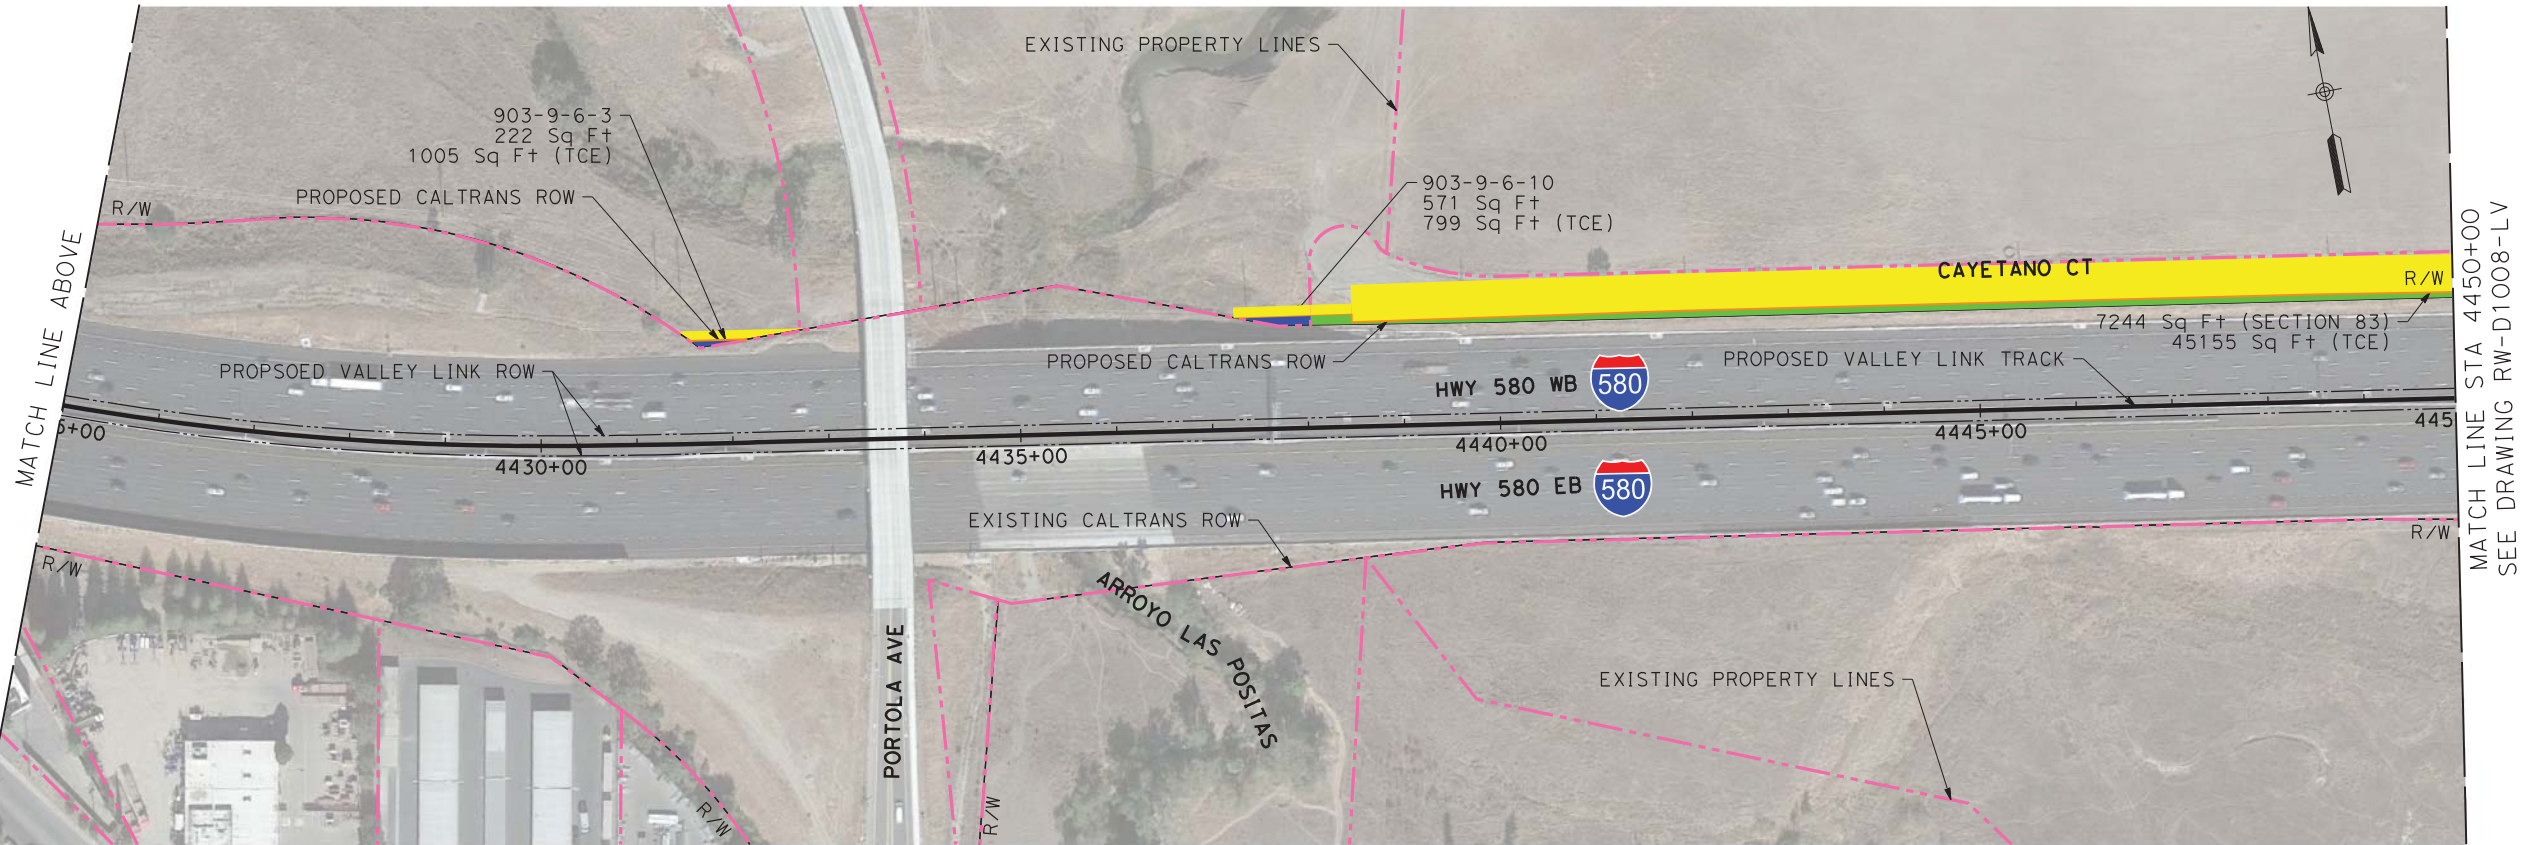 EXISTING PROPERTY LINES
903-9-6-3
222 Sq Ft
1005 Sq Ft (TCE)
PROPOSED CALTRANS ROW
R/W
MATCH LINE ABOVE
903-9-6-10
571 Sq Ft
799 Sq Ft (TCE)
CAYETANO CT
R/W
7244 Sq Ft (SECTION 83)
45155 Sq Ft (TCE)
MATCH LINE STA 4450+00
SEE DRAWING RW-D1008-LV
PROPSOED VALLEY LINK ROW
PROPOSED CALTRANS ROW
PROPOSED VALLEY LINK TRACK
HWY 580 WB
580
5+00
4430+00
4435+00
4440+00
4445+00
445
HWY 580 EB
580
EXISTING CALTRANS ROW
R/W
R/W
ARROYO LAS POSITAS
PORTOLA AVE
EXISTING PROPERTY LINES
R/W
R/W